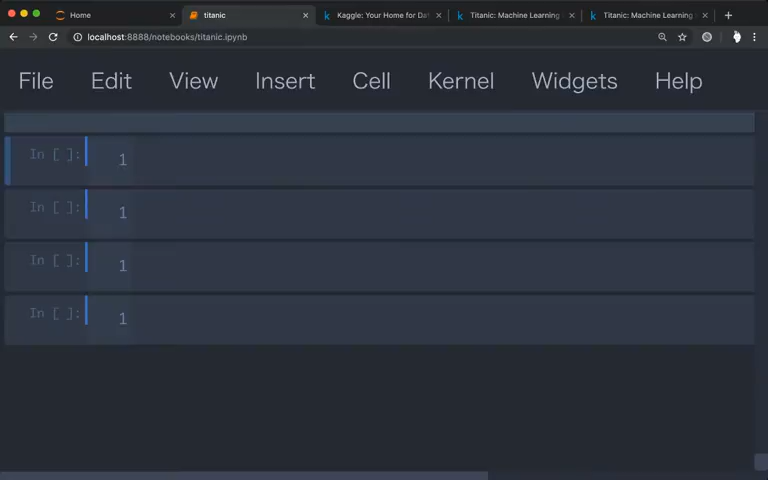 Home
titanic
Kaggle: Your Home for Dat
Titanic: Machine Learning
Titanic: Machine Learning
localhost:8888/notebooks/titanic.ipynb
File Edit View Insert Cell Kernel Widgets Help
In [ ]: 1
In [ ]: 1
In [ ]: 1
In [ ]: 1